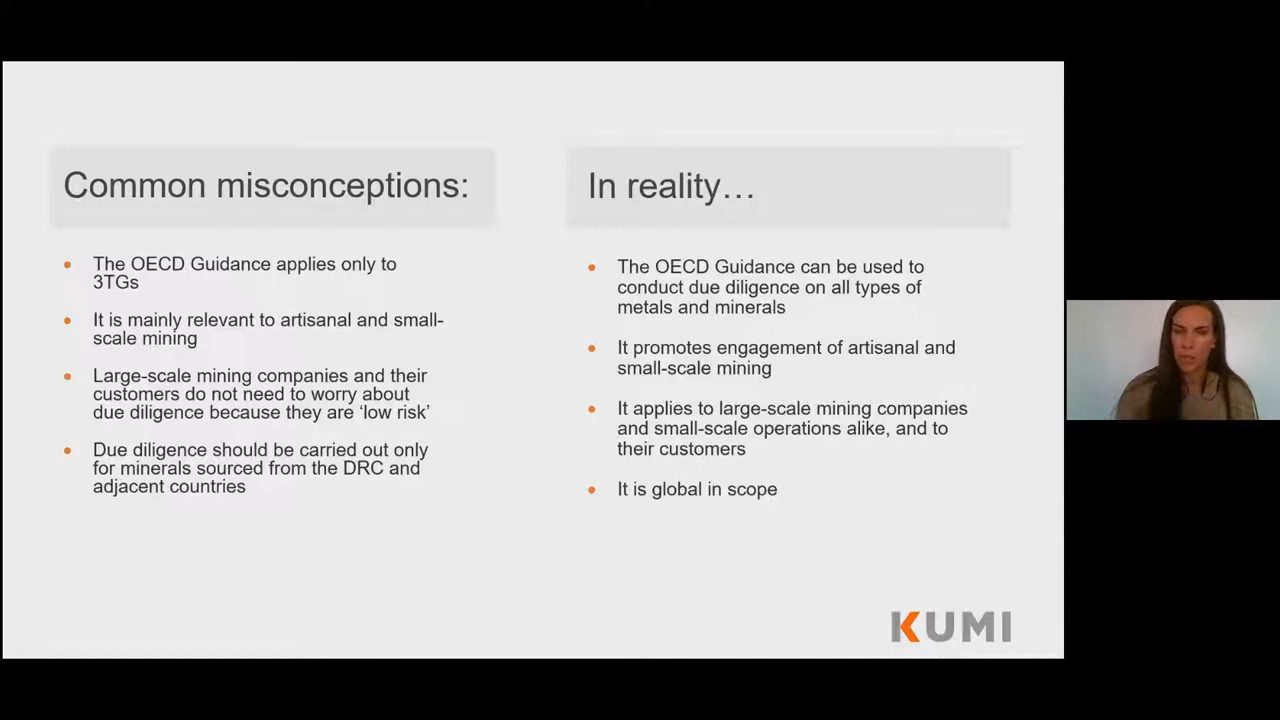 Common misconceptions:
The OECD Guidance applies only to
3TGs
It is mainly relevant to artisanal and small-
scale mining
Large-scale mining companies and their
customers do not need to worry about
due diligence because they are ‘low risk’
Due diligence should be carried out only
for minerals sourced from the DRC and
adjacent countries
In reality…
The OECD Guidance can be used to
conduct due diligence on all types of
metals and minerals
It promotes engagement of artisanal and
small-scale mining
It applies to large-scale mining companies
and small-scale operations alike, and to
their customers
It is global in scope
KUMI